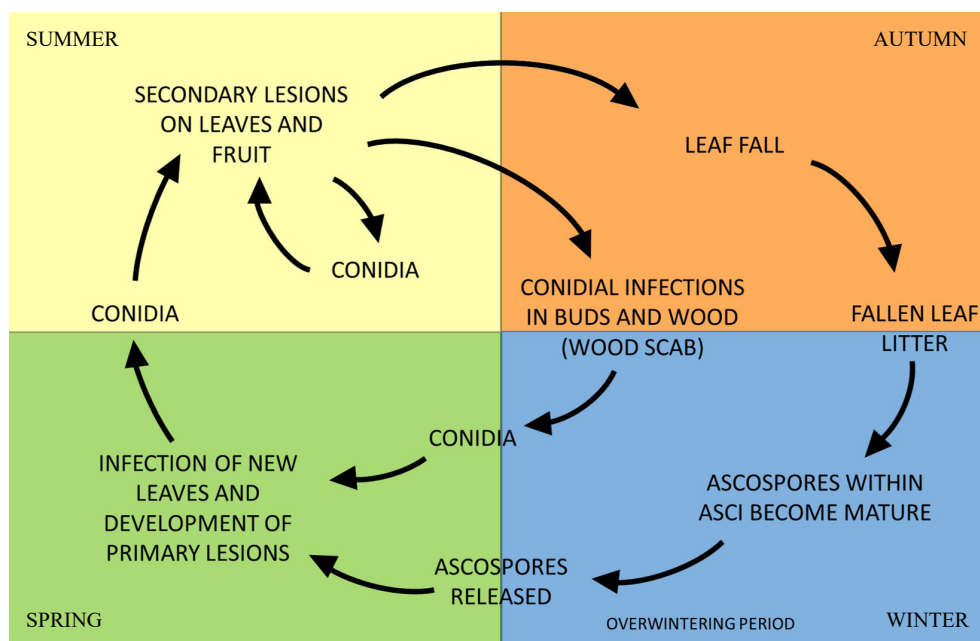 SUMMER
AUTUMN
SECONDARY LESIONS
ON LEAVES AND
FRUIT
LEAF FALL
CONIDIA
CONIDIA
CONIDIAL INFECTIONS
IN BUDS AND WOOD
(WOOD SCAB)
FALLEN LEAF
LITTER
CONIDIA
INFECTION OF NEW
LEAVES AND
DEVELOPMENT OF
PRIMARY LESIONS
ASCOSPORES WITHIN
ASCI BECOME MATURE
ASCOSPORES
RELEASED
SPRING
OVERWINTERING PERIOD
WINTER